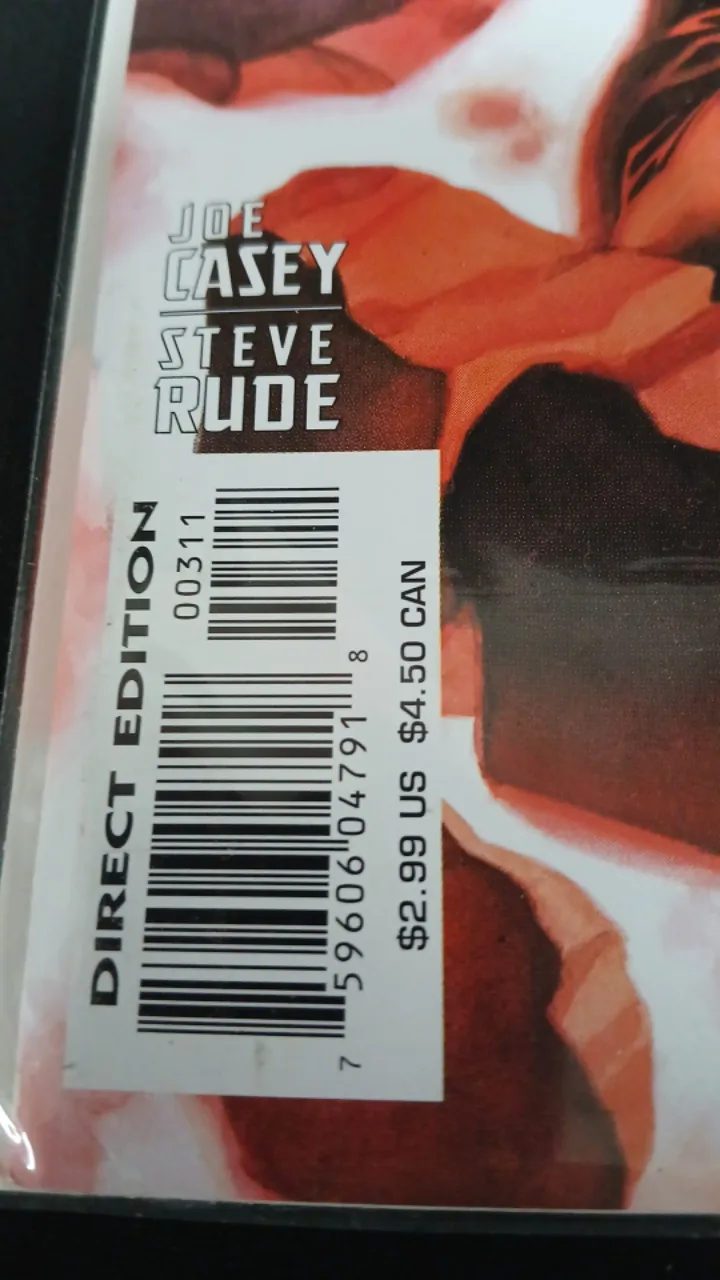 JOE
CASEY
STEVE
RUDE
DIRECT EDITION
00311
7 59606 04791 8
$2.99 US $4.50 CAN